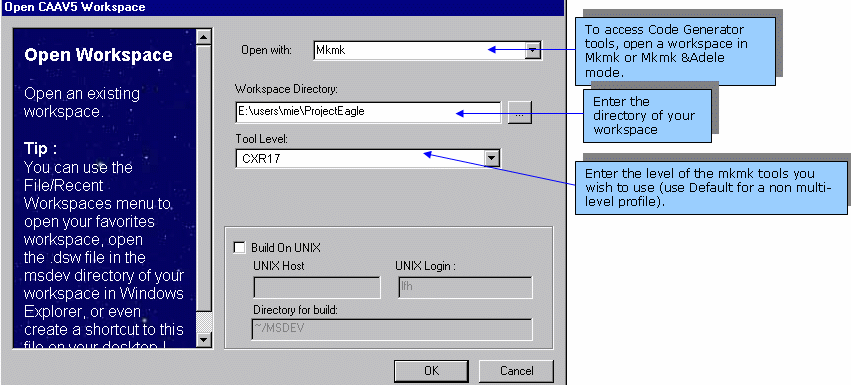 Open CAAV5 Workspace
Open Workspace
Open an existing
workspace.
Tip :
You can use the
File/Recent
Workspaces menu to
open your favorites
workspace, open
the .dsw file in the
msdev directory of your
workspace in Windows
Explorer, or even
create a shortcut to this
file on your desktop !
Open with:
Mkmk
Workspace Directory:
E:\users\mie\ProjectEagle
...
Tool Level:
CXR17
Build On UNIX
UNIX Host
UNIX Login :
lfh
Directory for build:
~/MSDEV
OK
Cancel
To access Code Generator
tools, open a workspace in
Mkmk or Mkmk &Adele
mode.
Enter the
directory of your
workspace
Enter the level of the mkmk tools you
wish to use (use Default for a non multi-
level profile).